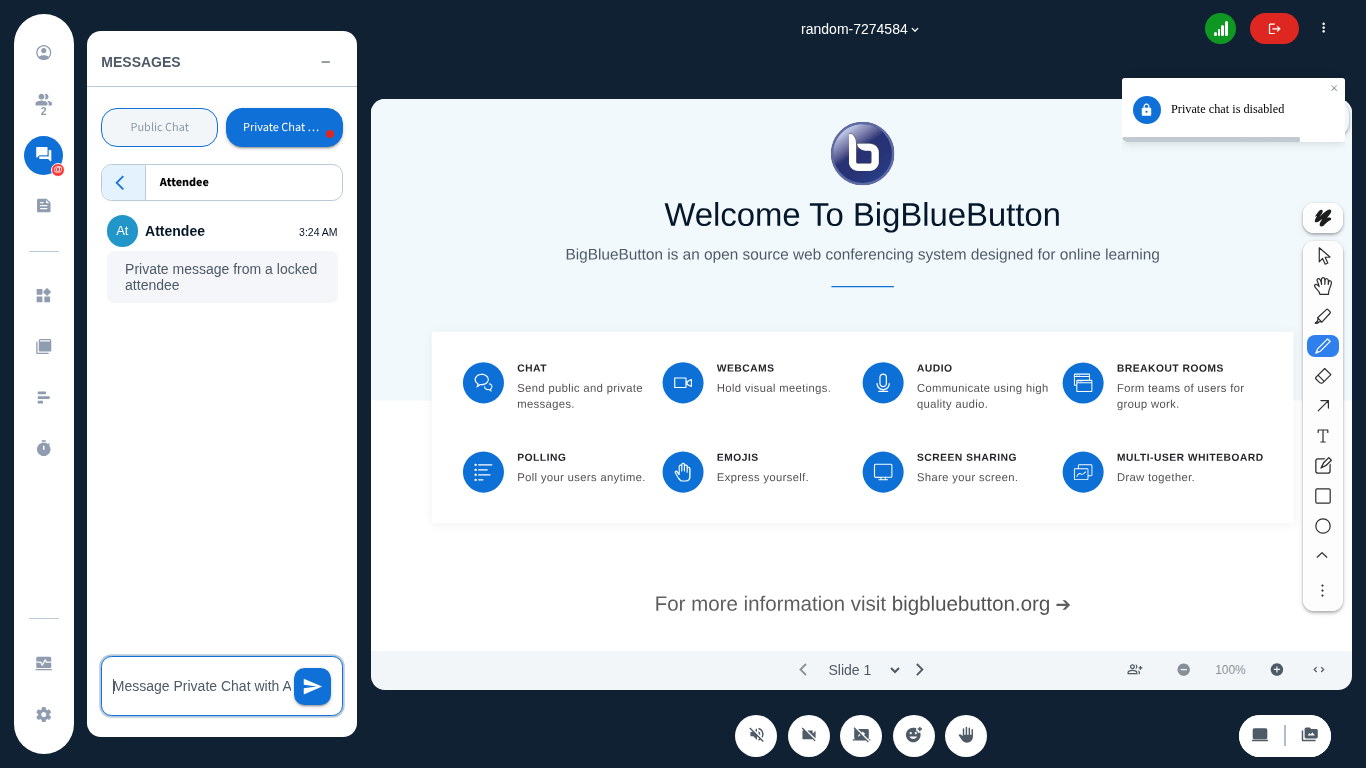 random-7274584
MESSAGES
2
@
Public Chat
Private Chat ...
Attendee
At
Attendee
3:24 AM
Private message from a locked
attendee
Message Private Chat with A
Private chat is disabled
Welcome To BigBlueButton
BigBlueButton is an open source web conferencing system designed for online learning
CHAT
Send public and private
messages.
WEBCAMS
Hold visual meetings.
AUDIO
Communicate using high
quality audio.
BREAKOUT ROOMS
Form teams of users for
group work.
POLLING
Poll your users anytime.
EMOJIS
Express yourself.
SCREEN SHARING
Share your screen.
MULTI-USER WHITEBOARD
Draw together.
For more information visit bigbluebutton.org ➔
Slide 1
100%